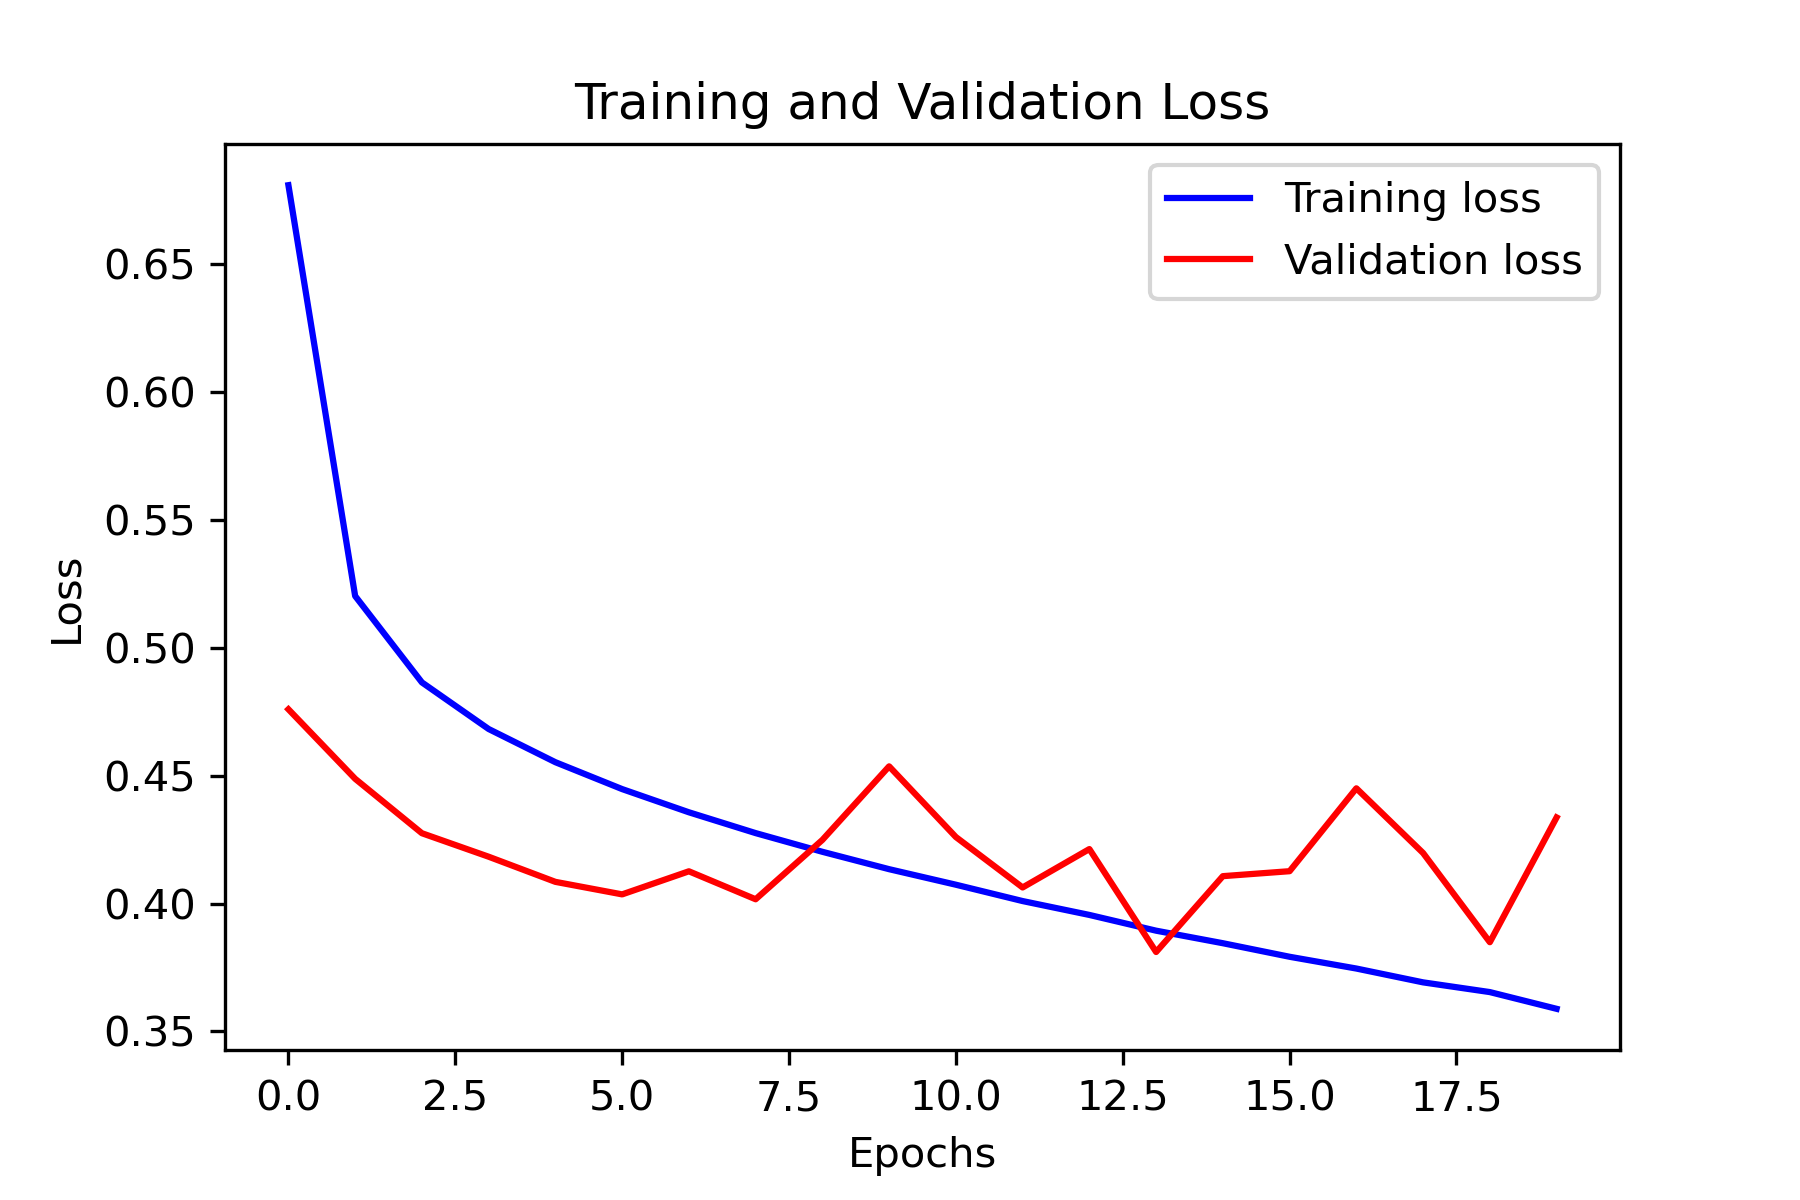 Training and Validation Loss
Training loss
Validation loss
0.65
0.60
0.55
0.50
0.45
0.40
0.35
Loss
0.0 2.5 5.0 7.5 10.0 12.5 15.0 17.5
Epochs